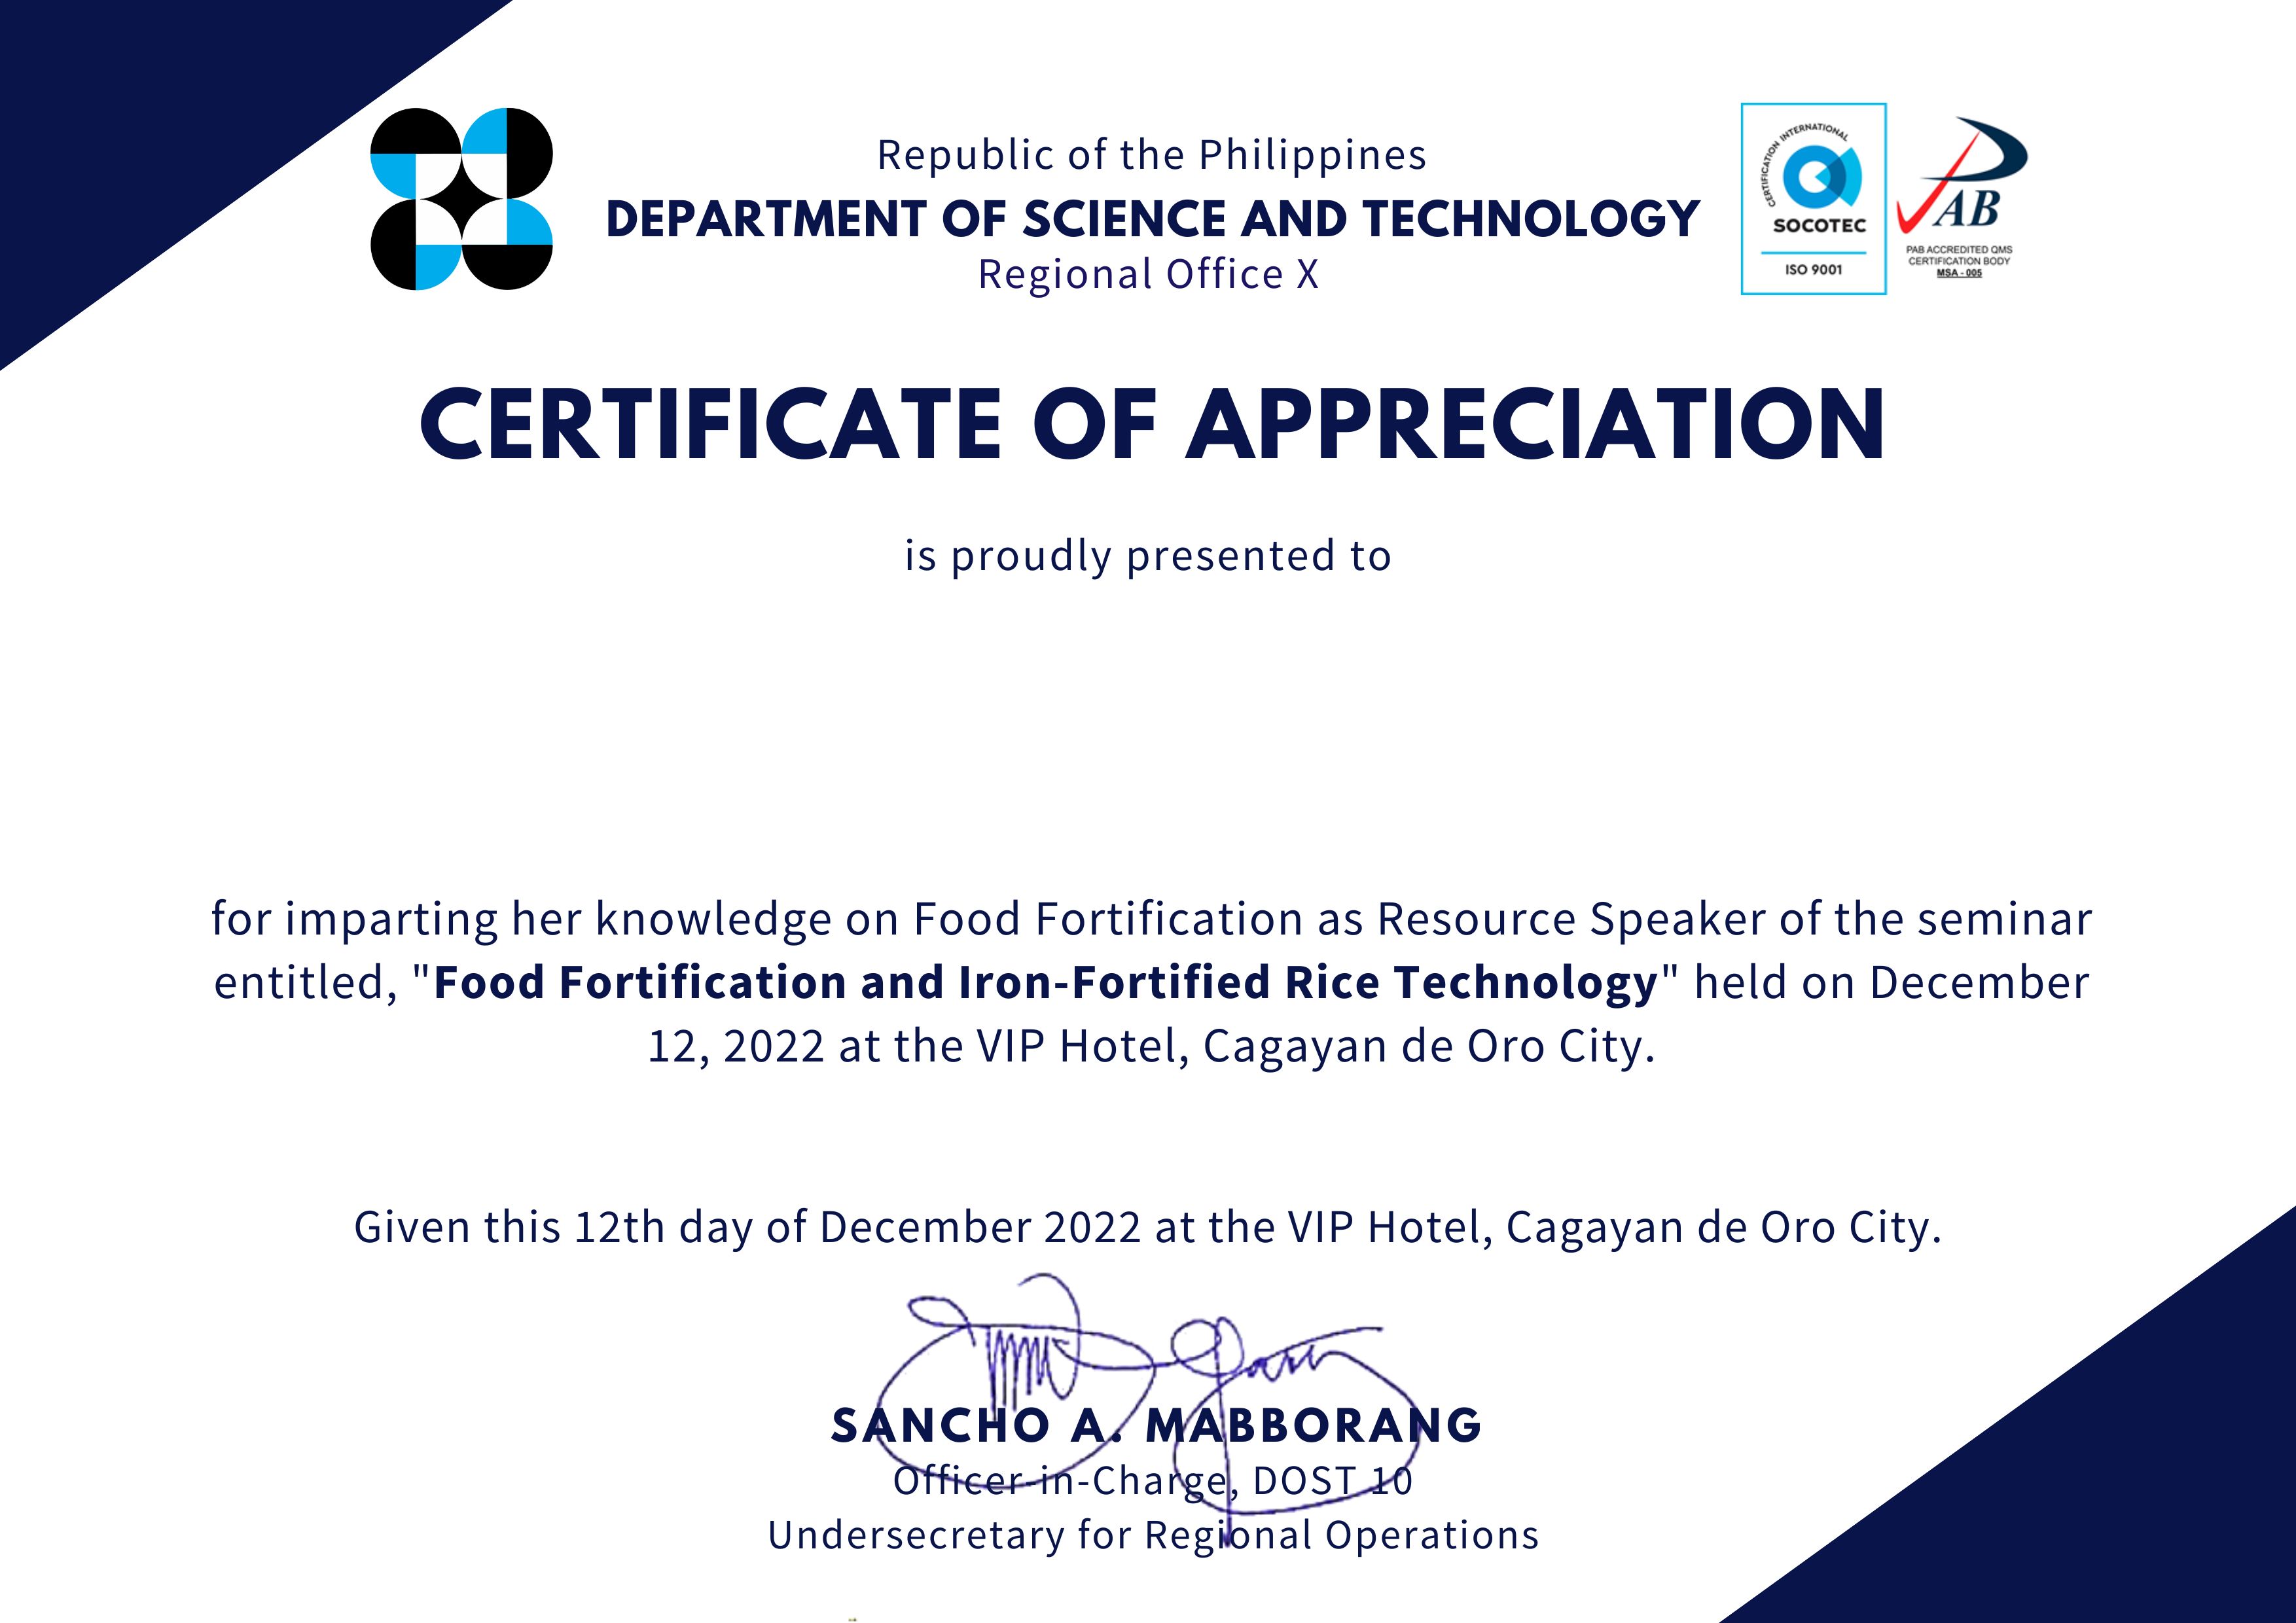 Republic of the Philippines
DEPARTMENT OF SCIENCE AND TECHNOLOGY
Regional Office X
CERTIFICATION INTERNATIONAL
SOCOTEC
ISO 9001
PAB
PAB ACCREDITED QMS
CERTIFICATION BODY
MSA - 005
CERTIFICATE OF APPRECIATION
is proudly presented to
for imparting her knowledge on Food Fortification as Resource Speaker of the seminar
entitled, "Food Fortification and Iron-Fortified Rice Technology" held on December
12, 2022 at the VIP Hotel, Cagayan de Oro City.
Given this 12th day of December 2022 at the VIP Hotel, Cagayan de Oro City.
SANCHO A. MABBORANG
Officer-in-Charge, DOST 10
Undersecretary for Regional Operations